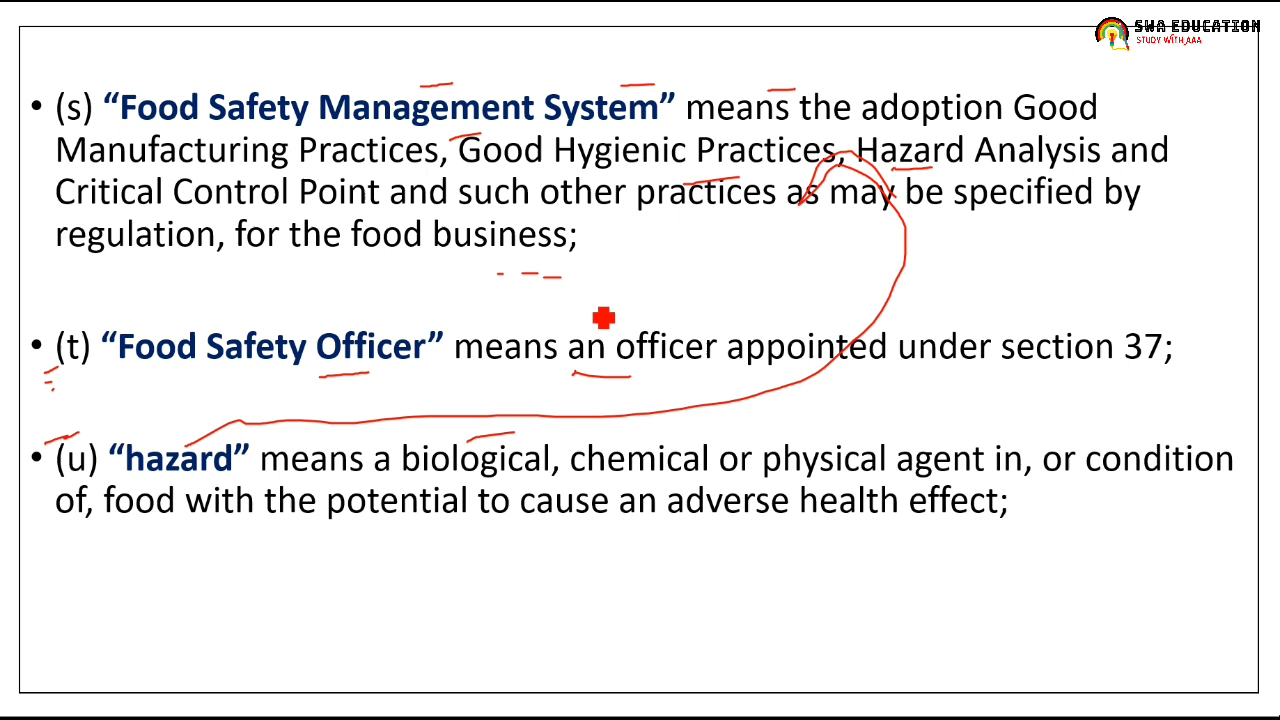 SWA EDUCATION
STUDY WITH AAA
• (s) “Food Safety Management System” means the adoption Good
Manufacturing Practices, Good Hygienic Practices, Hazard Analysis and
Critical Control Point and such other practices as may be specified by
regulation, for the food business;
• (t) “Food Safety Officer” means an officer appointed under section 37;
• (u) “hazard” means a biological, chemical or physical agent in, or condition
of, food with the potential to cause an adverse health effect;